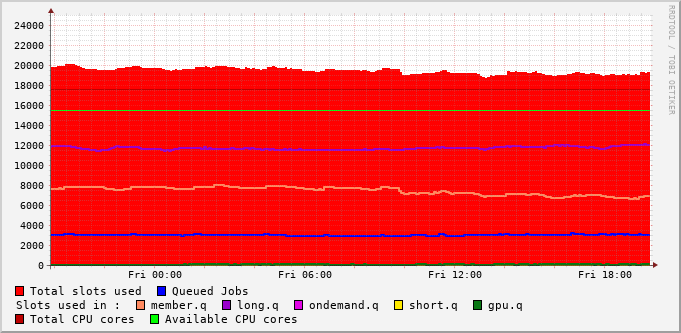 24000
22000
20000
18000
16000
14000
12000
10000
8000
6000
4000
2000
0
Fri 00:00 Fri 06:00 Fri 12:00 Fri 18:00
Total slots used Queued Jobs
Slots used in : member.q long.q ondemand.q short.q gpu.q
Total CPU cores Available CPU cores
RRDTOOL / TOBI OETIKER